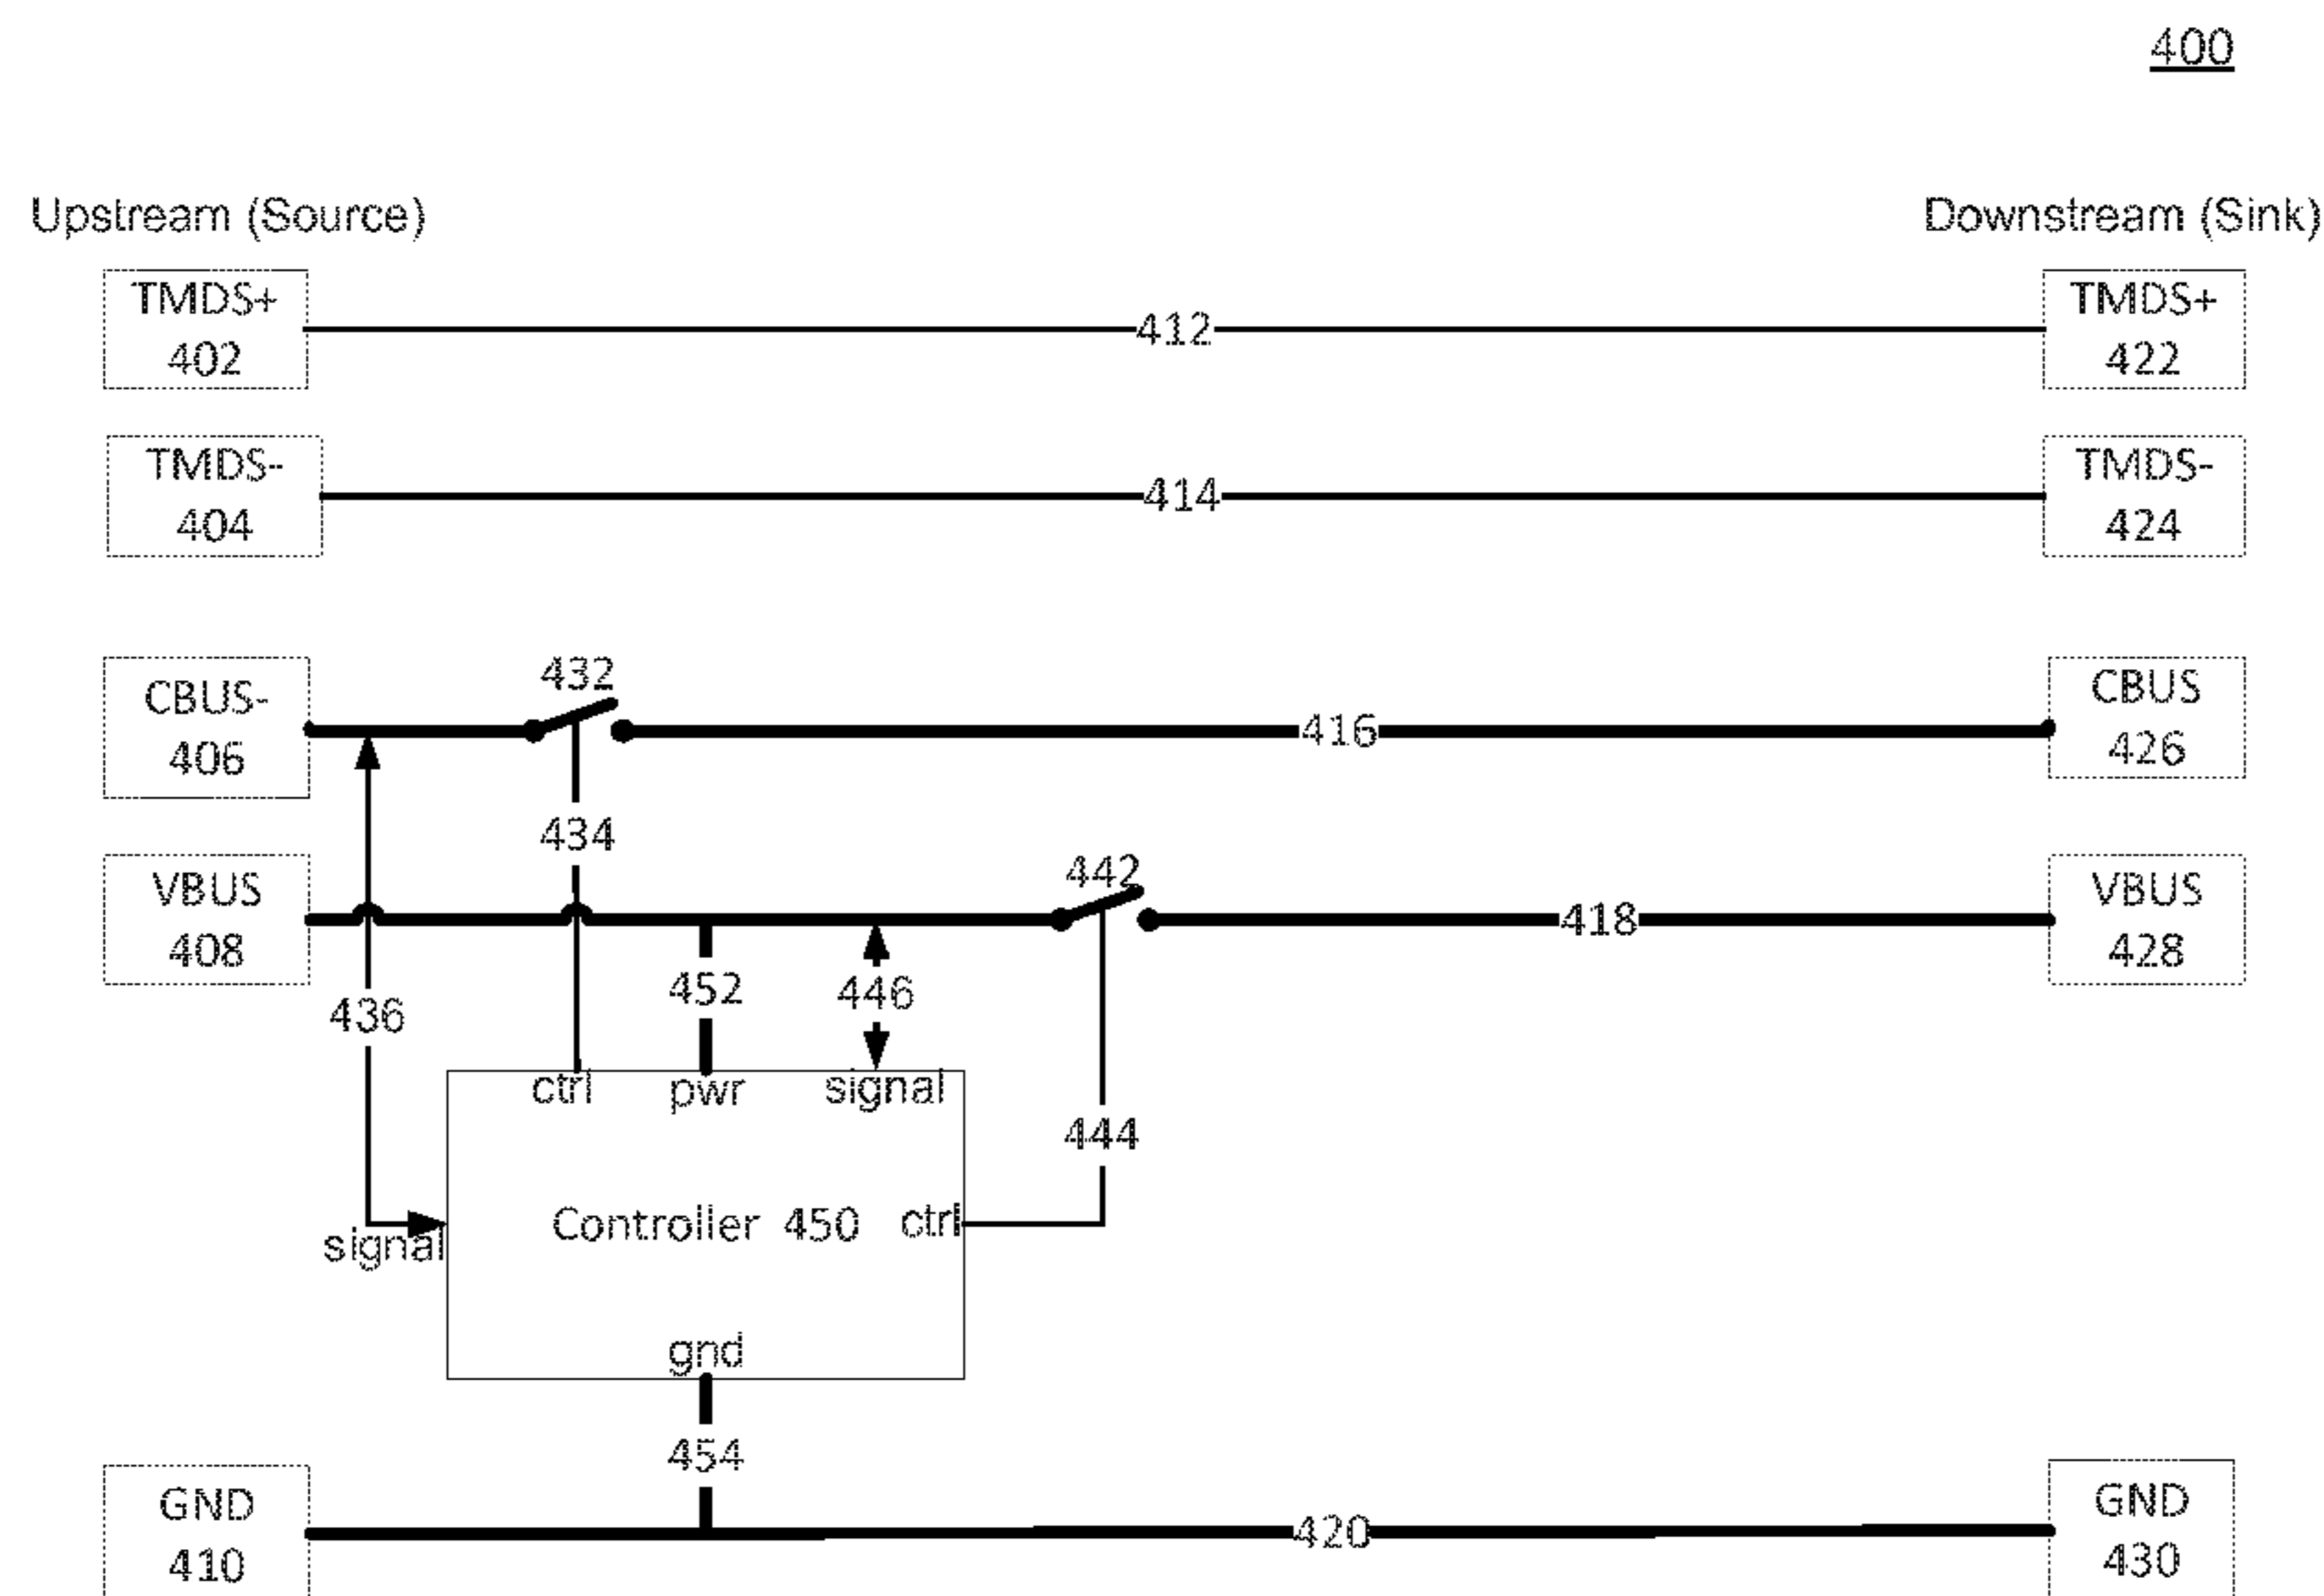 400
Upstream (Source)
Downstream (Sink)
TMDS+
402
412
TMDS+
422
TMDS-
404
414
TMDS-
424
CBUS-
406
432
416
CBUS
426
434
VBUS
408
442
418
VBUS
428
436
452
446
444
ctrl
pwr
signal
signal
Controller 450
ctrl
gnd
454
GND
410
420
GND
430